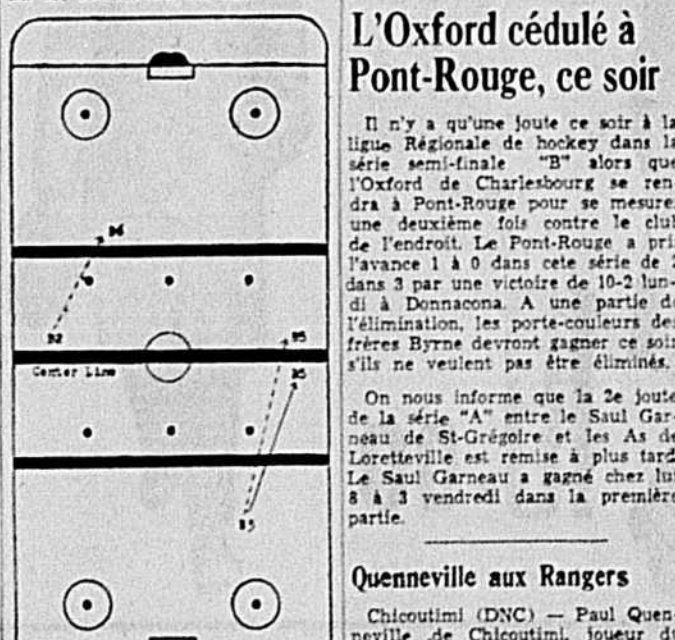 Center Line
L'Oxford cédulé à
Pont-Rouge, ce soir
Il n'y a qu'une joute ce soir à la
ligue Régionale de hockey dans la
série semi-finale "B" alors que
l'Oxford de Charlesbourg se ren-
dra à Pont-Rouge pour se mesurer
une deuxième fois contre le club
de l'endroit. Le Pont-Rouge a pris
l'avance 1 à 0 dans cete série de 2
dans 3 par une victoire de 10-2 lun-
di à Donnacona. A une partie de
l'élimination, les porte-couleurs des
frères Byrne devront gagner ce soir
s'ils ne veulent pas être éliminés.
On nous informe que la 2e joute
de la série "A" entre le Saul Gar-
neau de St-Grégoire et les As de
Loretteville est remise à plus tard.
Le Saul Garneau a gagné chez lui
8 à 3 vendredi dans la première
partie.
Quenneville aux Rangers
Chicoutimi (DNC) — Paul Quen-
neville de Chicoutimi, joueur de